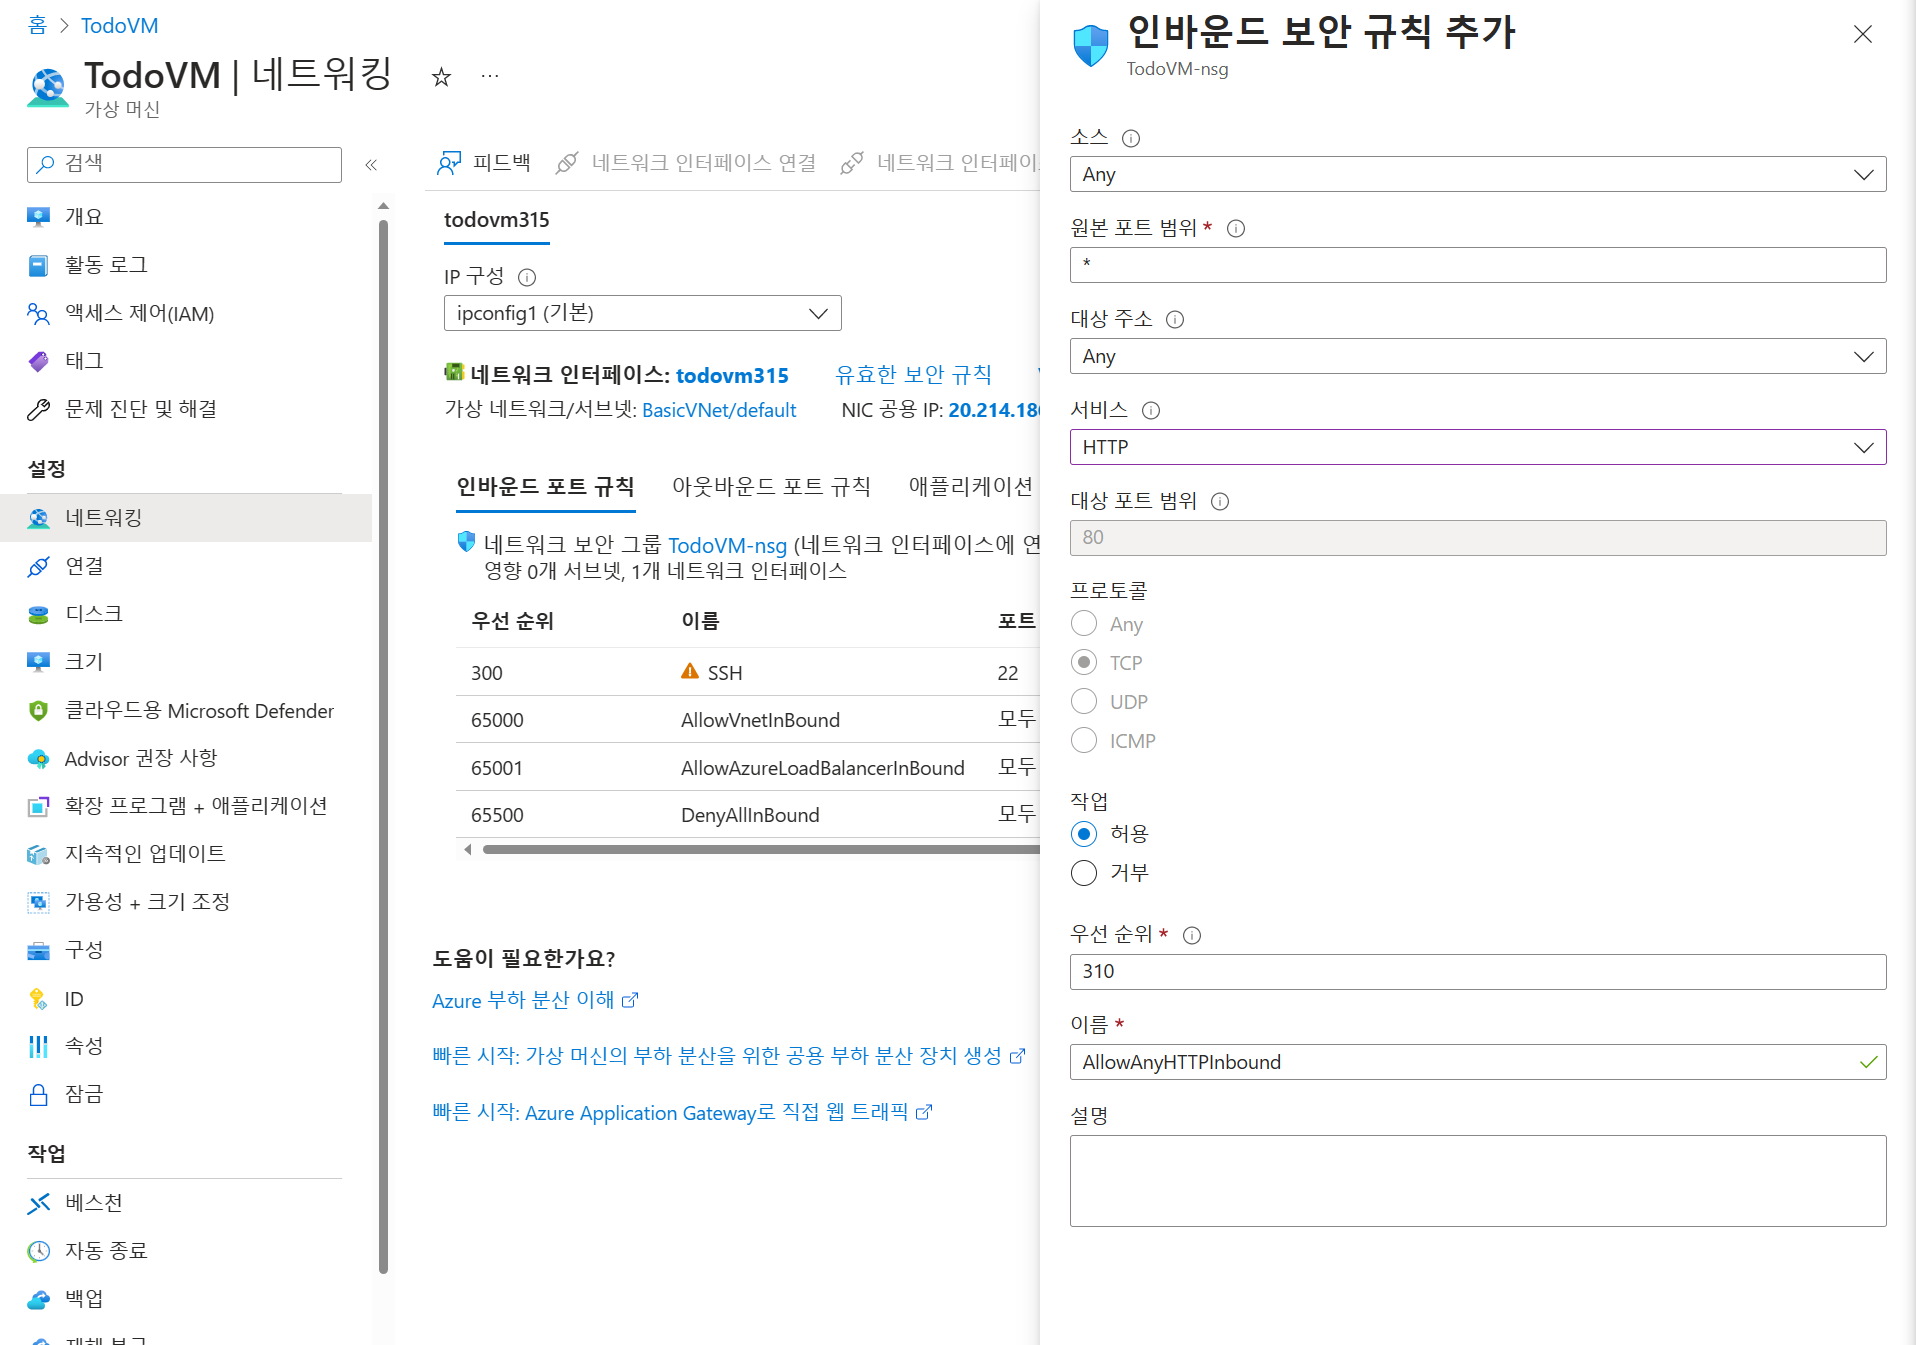 홈 > TodoVM
TodoVM | 네트워킹
가상 머신
검색
개요
활동 로그
액세스 제어(IAM)
태그
문제 진단 및 해결
설정
네트워킹
연결
디스크
크기
클라우드용 Microsoft Defender
Advisor 권장 사항
확장 프로그램 + 애플리케이션
지속적인 업데이트
가용성 + 크기 조정
구성
ID
속성
잠금
작업
베스천
자동 종료
백업
피드백 네트워크 인터페이스 연결 네트워크 인터페이
todovm315
IP 구성
ipconfig1 (기본)
네트워크 인터페이스: todovm315 유효한 보안 규칙
가상 네트워크/서브넷: BasicVNet/default NIC 공용 IP: 20.214.18
인바운드 포트 규칙 아웃바운드 포트 규칙 애플리케이션
네트워크 보안 그룹 TodoVM-nsg (네트워크 인터페이스에 연
영향 0개 서브넷, 1개 네트워크 인터페이스
우선 순위 이름 포트
300 SSH 22
65000 AllowVnetInBound 모두
65001 AllowAzureLoadBalancerInBound 모두
65500 DenyAllInBound 모두
도움이 필요한가요?
Azure 부하 분산 이해
빠른 시작: 가상 머신의 부하 분산을 위한 공용 부하 분산 장치 생성
빠른 시작: Azure Application Gateway로 직접 웹 트래픽
인바운드 보안 규칙 추가
TodoVM-nsg
소스
Any
원본 포트 범위 *
*
대상 주소
Any
서비스
HTTP
대상 포트 범위
80
프로토콜
Any
TCP
UDP
ICMP
작업
허용
거부
우선 순위 *
310
이름 *
AllowAnyHTTPInbound
설명